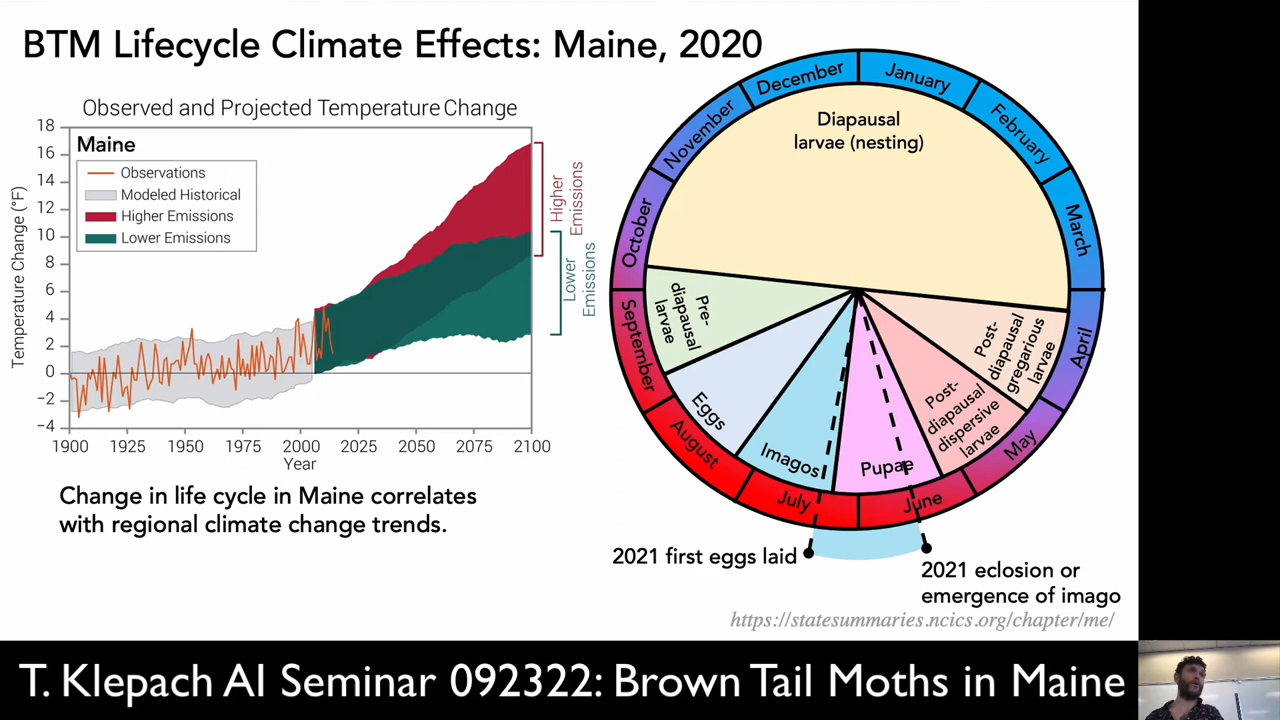 BTM Lifecycle Climate Effects: Maine, 2020
Observed and Projected Temperature Change
Maine
Observations
Modeled Historical
Higher Emissions
Lower Emissions
Temperature Change (°F)
18
16
14
12
10
8
6
4
2
0
−2
−4
1900
1925
1950
1975
2000
2025
2050
2075
2100
Year
Higher
Emissions
Lower
Emissions
Change in life cycle in Maine correlates
with regional climate change trends.
January
February
March
April
May
June
July
August
September
October
November
December
Diapausal
larvae (nesting)
Post-
diapausal
gregarious
larvae
Post-
diapausal
dispersive
larvae
Pupae
Imagos
Eggs
Pre-
diapausal
larvae
2021 first eggs laid
2021 eclosion or
emergence of imago
https://statesummaries.ncics.org/chapter/me/
T. Klepach AI Seminar 092322: Brown Tail Moths in Maine